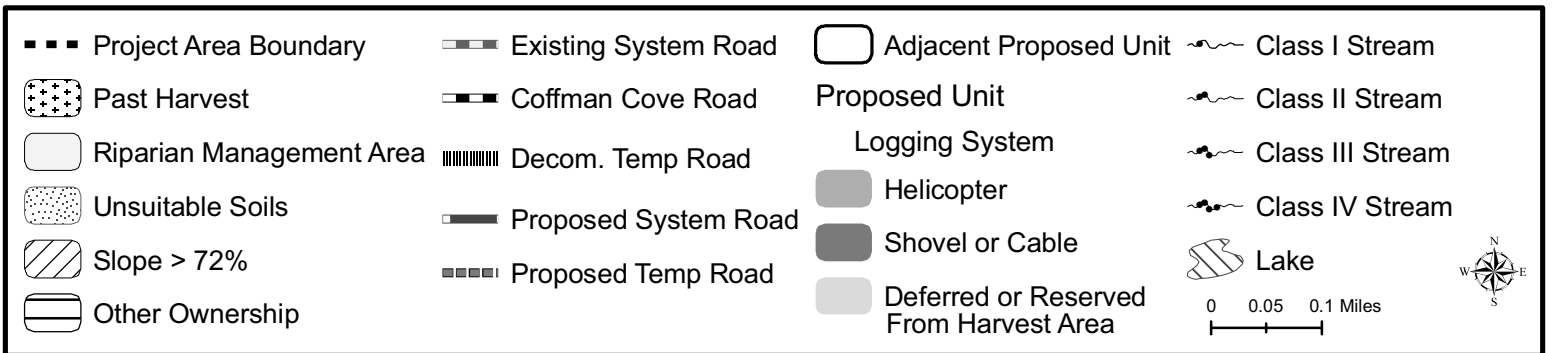 Project Area Boundary
Past Harvest
Riparian Management Area
Unsuitable Soils
Slope > 72%
Other Ownership
Existing System Road
Coffman Cove Road
Decom. Temp Road
Proposed System Road
Proposed Temp Road
Adjacent Proposed Unit
Proposed Unit
Logging System
Helicopter
Shovel or Cable
Deferred or Reserved
From Harvest Area
Class I Stream
Class II Stream
Class III Stream
Class IV Stream
Lake
0 0.05 0.1 Miles
N
W E
S